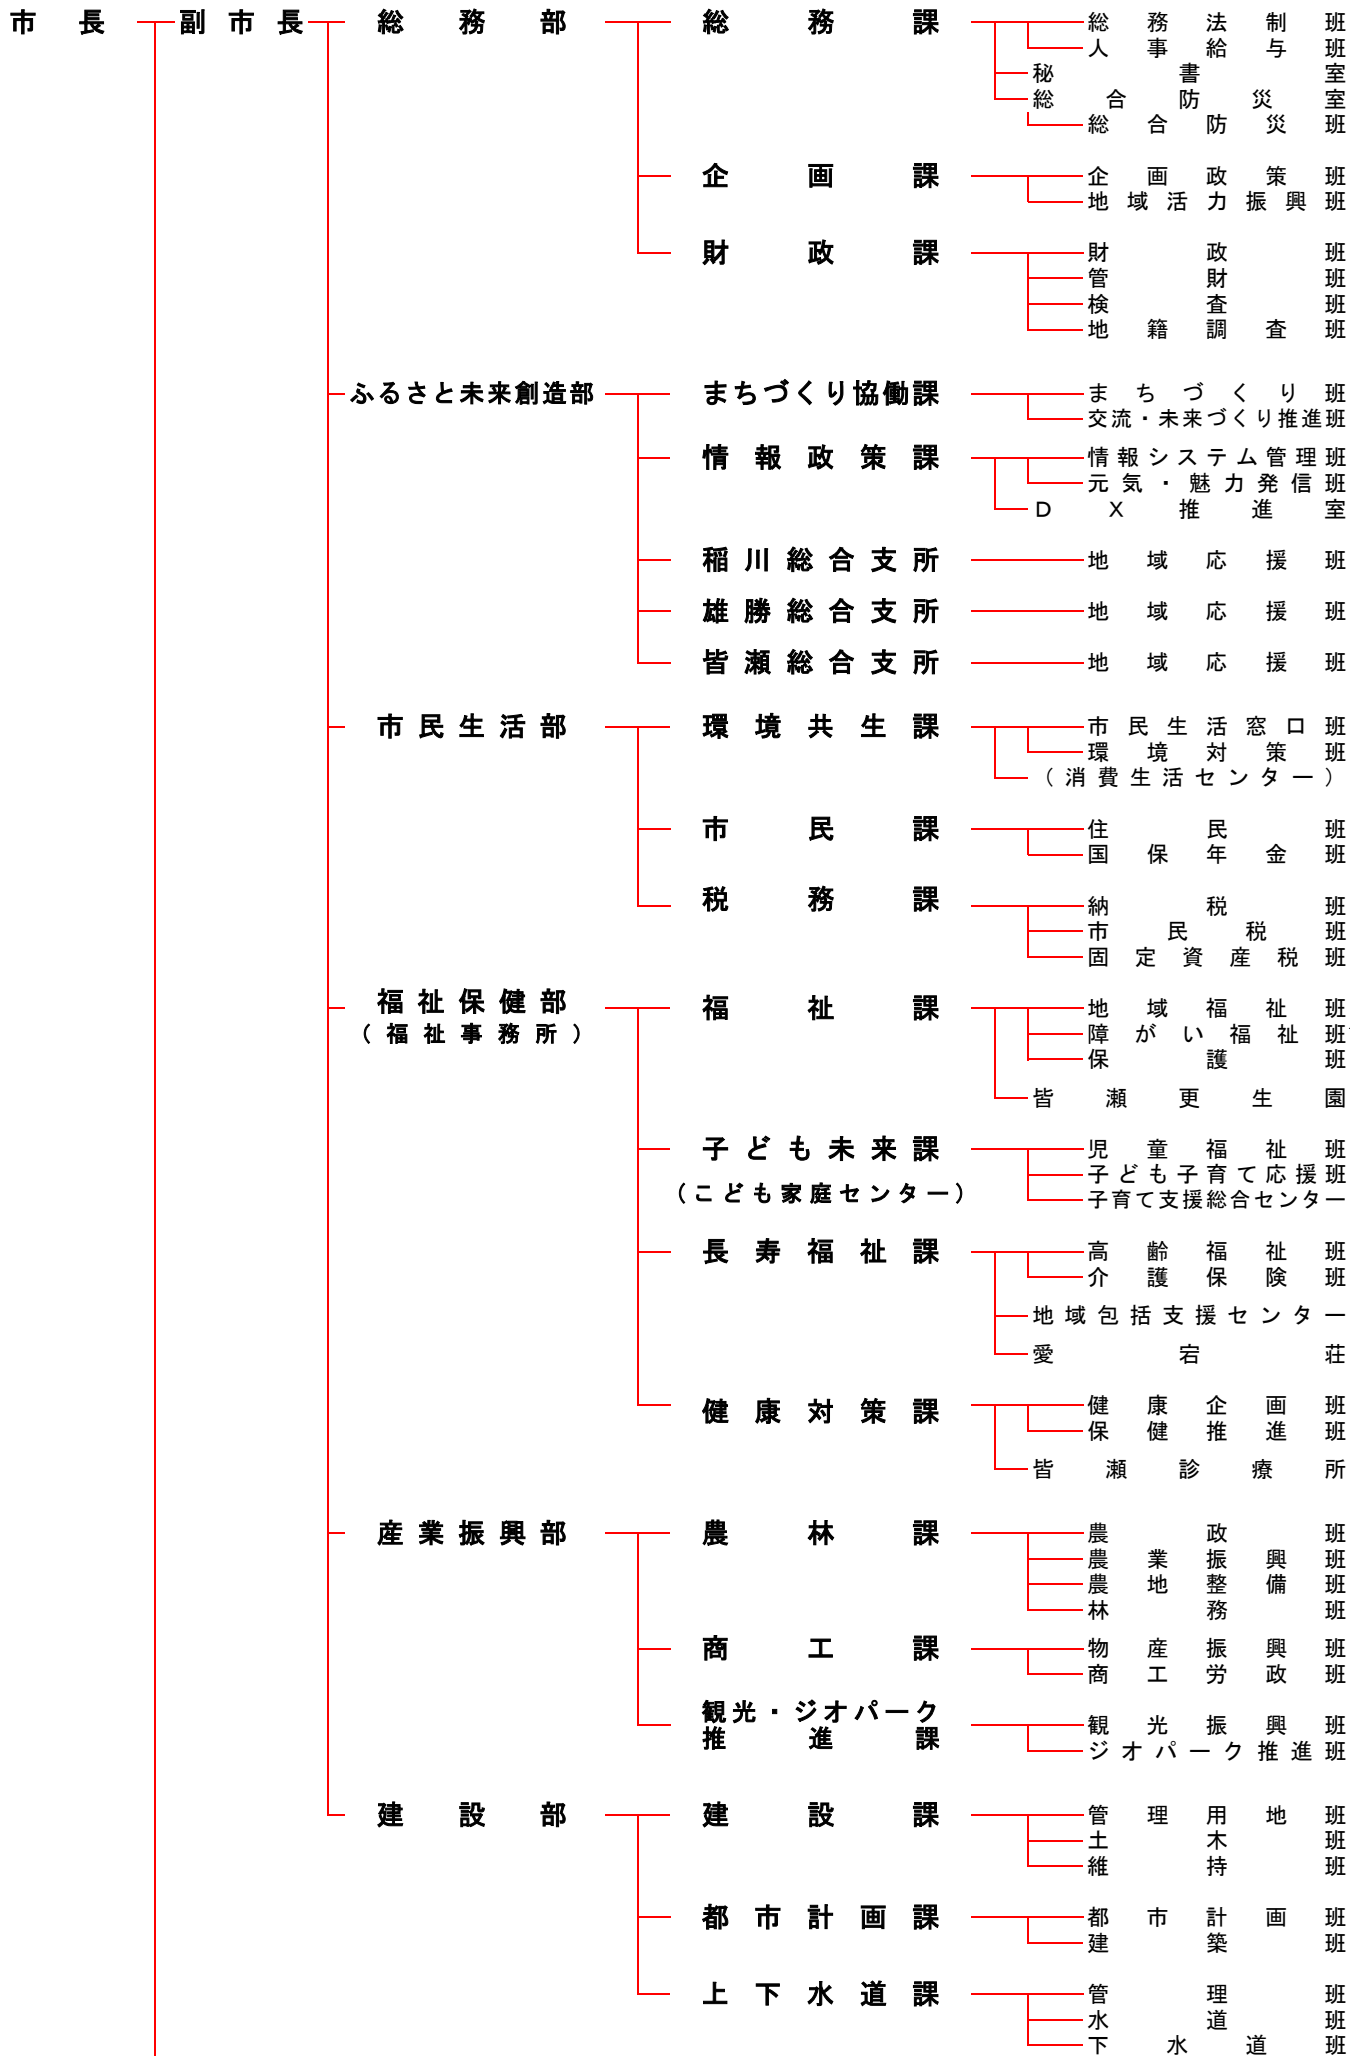 市長 副市長 総務部 総務課 総務法制班
人事給与班
秘書室
総合防災室
総合防災班
企画課 企画政策班
地域活力振興班
財政課 財政班
管財班
検査班
地籍調査班
ふるさと未来創造部 まちづくり協働課 まちづくり班
交流・未来づくり推進班
情報政策課 情報システム管理班
元気・魅力発信班
DX推進室
稲川総合支所 地域応援班
雄勝総合支所 地域応援班
皆瀬総合支所 地域応援班
市民生活部 環境共生課 市民生活窓口班
環境対策班
（消費生活センター）
市民課 住民班
国保年金班
税務課 納税班
市民税班
固定資産税班
福祉保健部 福祉課 地域福祉班
（福祉事務所） 障がい福祉班
保護班
皆瀬更生園
子ども未来課 児童福祉班
子ども子育て応援班
（こども家庭センター） 子育て支援総合センター
長寿福祉課 高齢福祉班
介護保険班
地域包括支援センター
愛宕荘
健康対策課 健康企画班
保健推進班
皆瀬診療所
産業振興部 農林課 農政班
農業振興班
農地整備班
林務班
商工課 物産振興班
商工労政班
観光・ジオパーク
推進課 観光振興班
ジオパーク推進班
建設部 建設課 管理用地班
土木班
維持班
都市計画課 都市計画班
建築班
上下水道課 管理班
水道班
下水道班